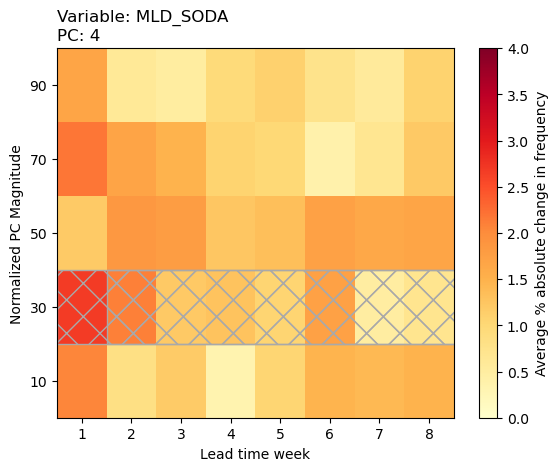 Variable: MLD_SODA
PC: 4
90
70
50
30
10
Normalized PC Magnitude
1 2 3 4 5 6 7 8
Lead time week
4.0
3.5
3.0
2.5
2.0
1.5
1.0
0.5
0.0
Average % absolute change in frequency